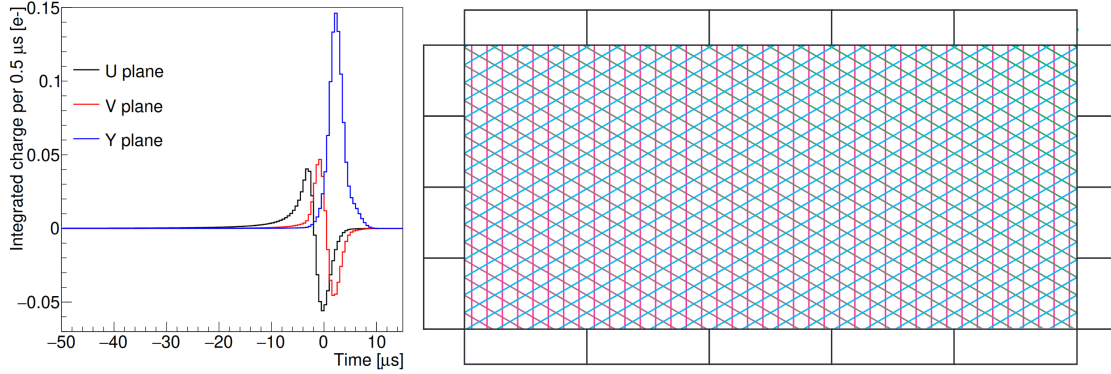 Integrated charge per 0.5 μs [e-]
0.15
0.1
0.05
0
−0.05
U plane
V plane
Y plane
−50 −40 −30 −20 −10 0 10
Time [μs]